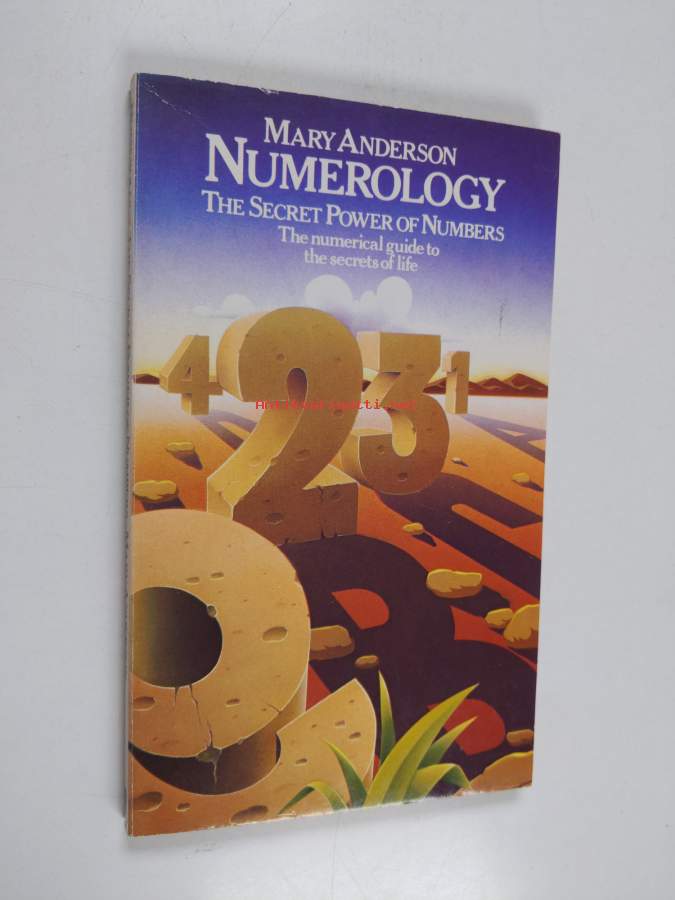 MARY ANDERSON
NUMEROLOGY
THE SECRET POWER OF NUMBERS
The numerical guide to
the secrets of life
4 2 3 1
9